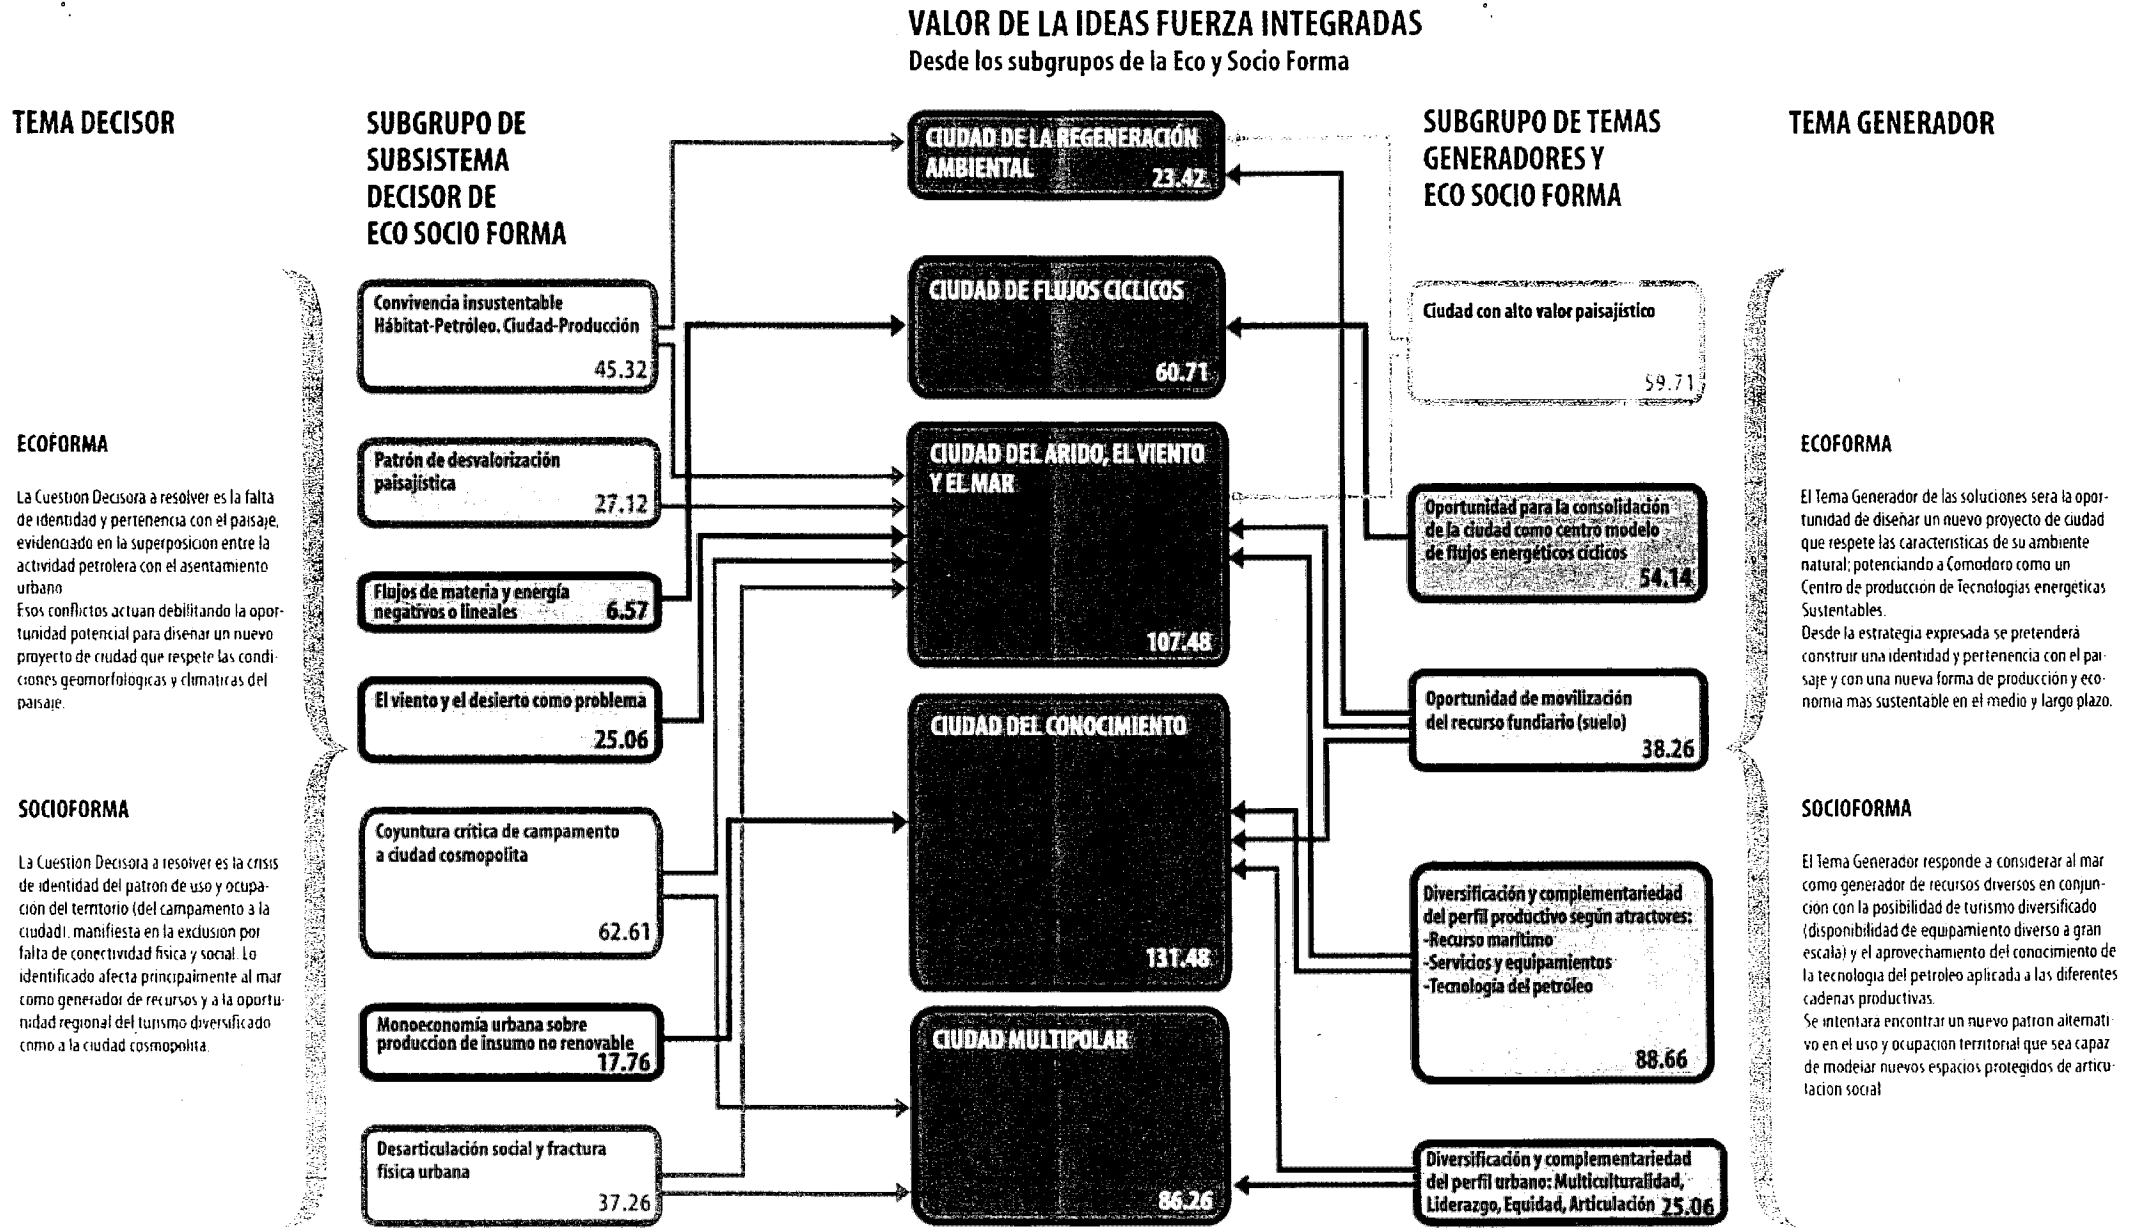 VALOR DE LA IDEAS FUERZA INTEGRADAS
Desde los subgrupos de la Eco y Socio Forma
TEMA DECISOR
SUBGRUPO DE
SUBSISTEMA
DECISOR DE
ECO SOCIO FORMA
SUBGRUPO DE TEMAS
GENERADORES Y
ECO SOCIO FORMA
TEMA GENERADOR
ECOFORMA
La Cuestion Decisora a resolver es la falta
de identidad y pertenencia con el paisaje,
evidenciado en la superposicion entre la
actividad petrolera con el asentamiento
urbano
Esos conflictos actuan debilitando la opor-
tunidad potencial para disenar un nuevo
proyecto de ciudad que respete las condi-
ciones geomorfologicas y climaticas del
paisaje.
SOCIOFORMA
La Cuestion Decisora a resolver es la crisis
de identidad del patron de uso y ocupa-
ción del territorio (del campamento a la
ciudad), manifiesta en la exclusion por
falta de conectividad fisica y social. Lo
identificado afecta principalmente al mar
como generador de recursos y a la oportu-
nidad regional del turismo diversificado
como a la ciudad cosmopolita.
Convivencia insustentable
Hábitat-Petróleo. Ciudad-Producción
45.32
Patrón de desvalorización
paisajística
27.12
Flujos de materia y energía
negativos o lineales 6.57
El viento y el desierto como problema
25.06
Coyuntura crítica de campamento
a ciudad cosmopolita
62.61
Monoeconomía urbana sobre
produccion de insumo no renovable
17.76
Desarticulación social y fractura
física urbana
37.26
CIUDAD DE LA REGENERACIÓN
AMBIENTAL 23.42
CIUDAD DE FLUJOS CICLICOS
60.71
CIUDAD DEL ARIDO, EL VIENTO
Y EL MAR
107.48
CIUDAD DEL CONOCIMIENTO
131.48
CIUDAD MULTIPOLAR
86.26
Ciudad con alto valor paisajístico
59.71
Oportunidad para la consolidación
de la ciudad como centro modelo
de flujos energéticos cíclicos
54.14
Oportunidad de movilización
del recurso fundiario (suelo)
38.26
Diversificación y complementariedad
del perfil productivo según atractores:
-Recurso marítimo
-Servicios y equipamientos
-Tecnología del petróleo
88.66
Diversificación y complementariedad
del perfil urbano: Multiculturalidad,
Liderazgo, Equidad, Articulación 25.06
ECOFORMA
El Tema Generador de las soluciones sera la opor-
tunidad de diseñar un nuevo proyecto de ciudad
que respete las caracteristicas de su ambiente
natural; potenciando a Comodoro como un
Centro de producción de Tecnologias energéticas
Sustentables.
Desde la estrategia expresada se pretenderá
construir una identidad y pertenencia con el pai-
saje y con una nueva forma de producción y eco-
nomia mas sustentable en el medio y largo plazo.
SOCIOFORMA
El Tema Generador responde a considerar al mar
como generador de recursos diversos en conjun-
ción con la posibilidad de turismo diversificado
(disponibilidad de equipamiento diverso a gran
escala) y el aprovechamiento del conocimiento de
la tecnologia del petroleo aplicada a las diferentes
cadenas productivas.
Se intentará encontrar un nuevo patron alternati-
vo en el uso y ocupacion territorial que sea capaz
de modelar nuevos espacios protegidos de articu-
lacion social